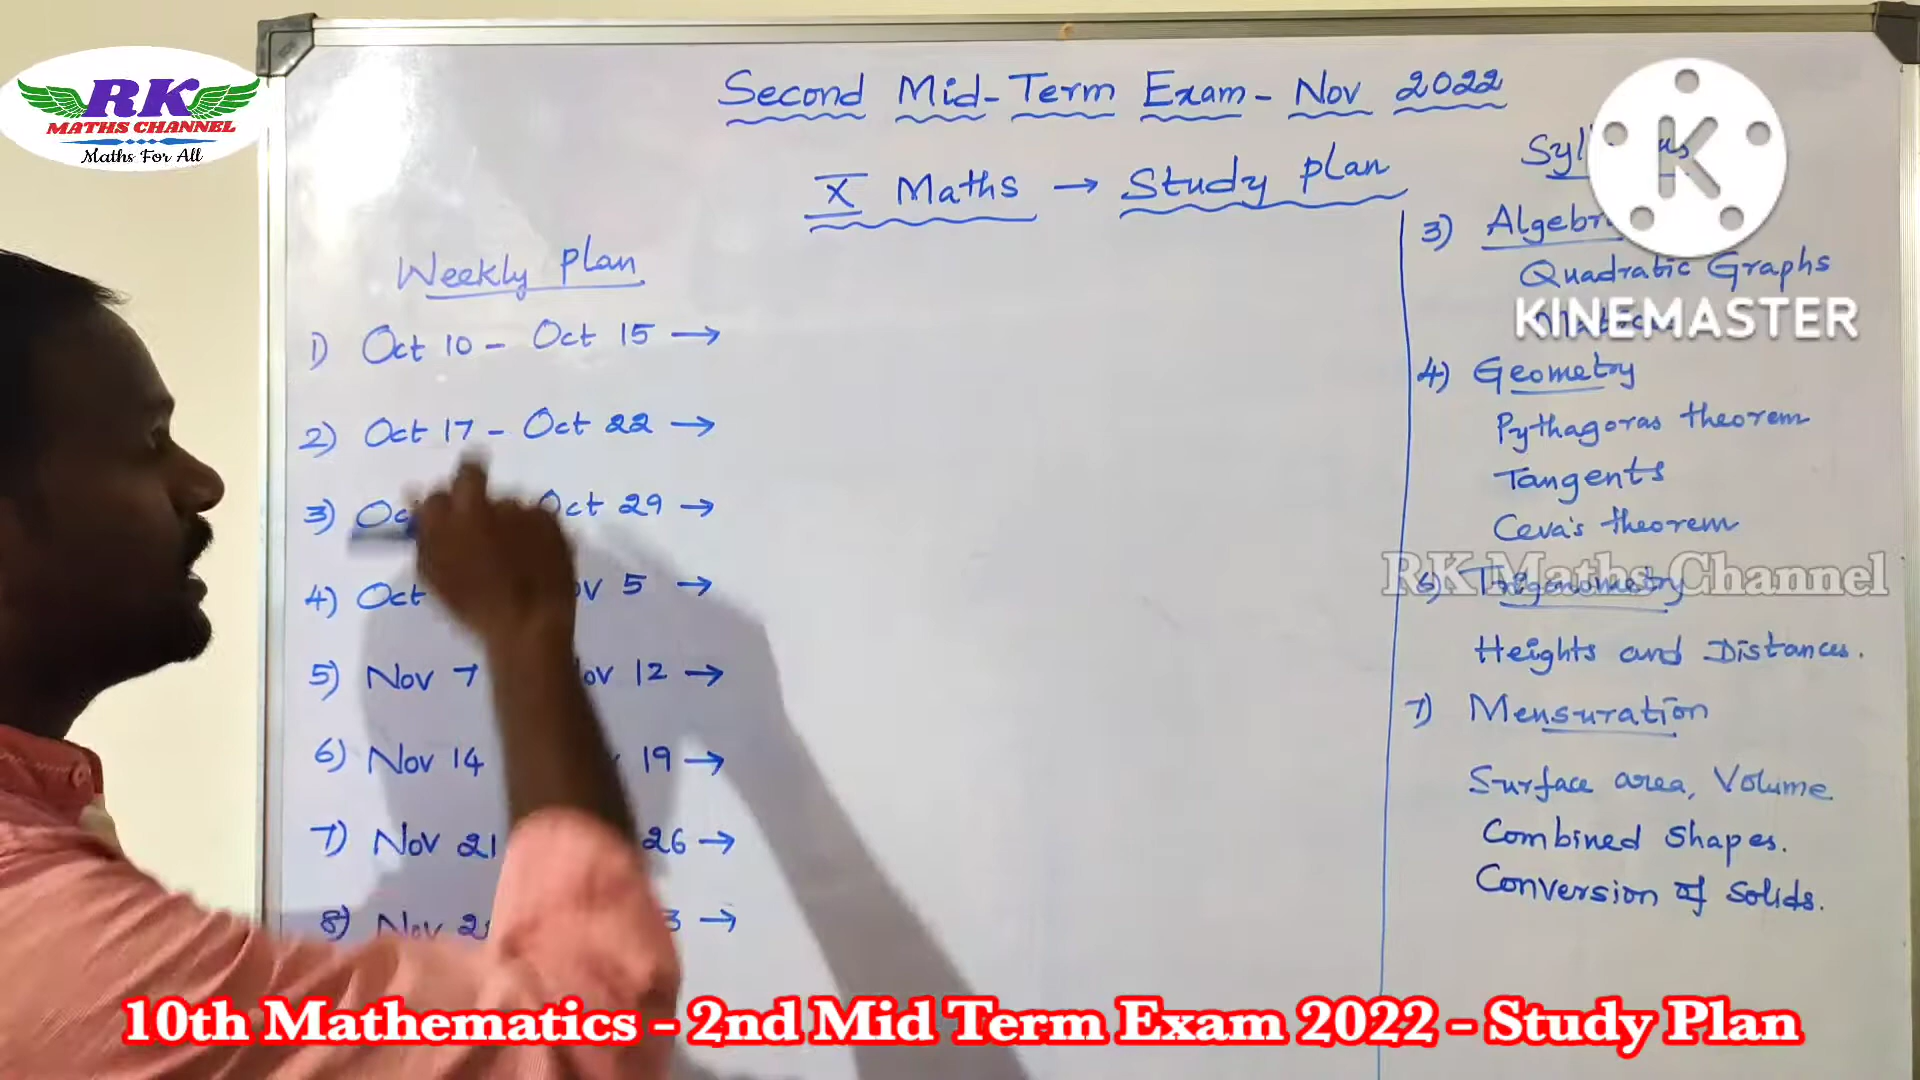 RK
MATHS CHANNEL
Maths For All
Second Mid-Term Exam - Nov 2022
X Maths → Study plan
Weekly plan
1) Oct 10 - Oct 15 →
2) Oct 17 - Oct 22 →
3) Oct 29 →
4) Oct 5 →
5) Nov 7 12 →
6) Nov 14 19 →
7) Nov 21 26 →
8) Nov →
K
KINEMASTER
3)
Quadratic Graphs
4) Geometry
Pythagoras theorem
Tangents
Ceva's theorem
RK Maths Channel
6) Trigonometry
Heights and Distances.
7) Mensuration
Surface area, Volume
Combined Shapes.
Conversion of Solids.
10th Mathematics - 2nd Mid Term Exam 2022 - Study Plan